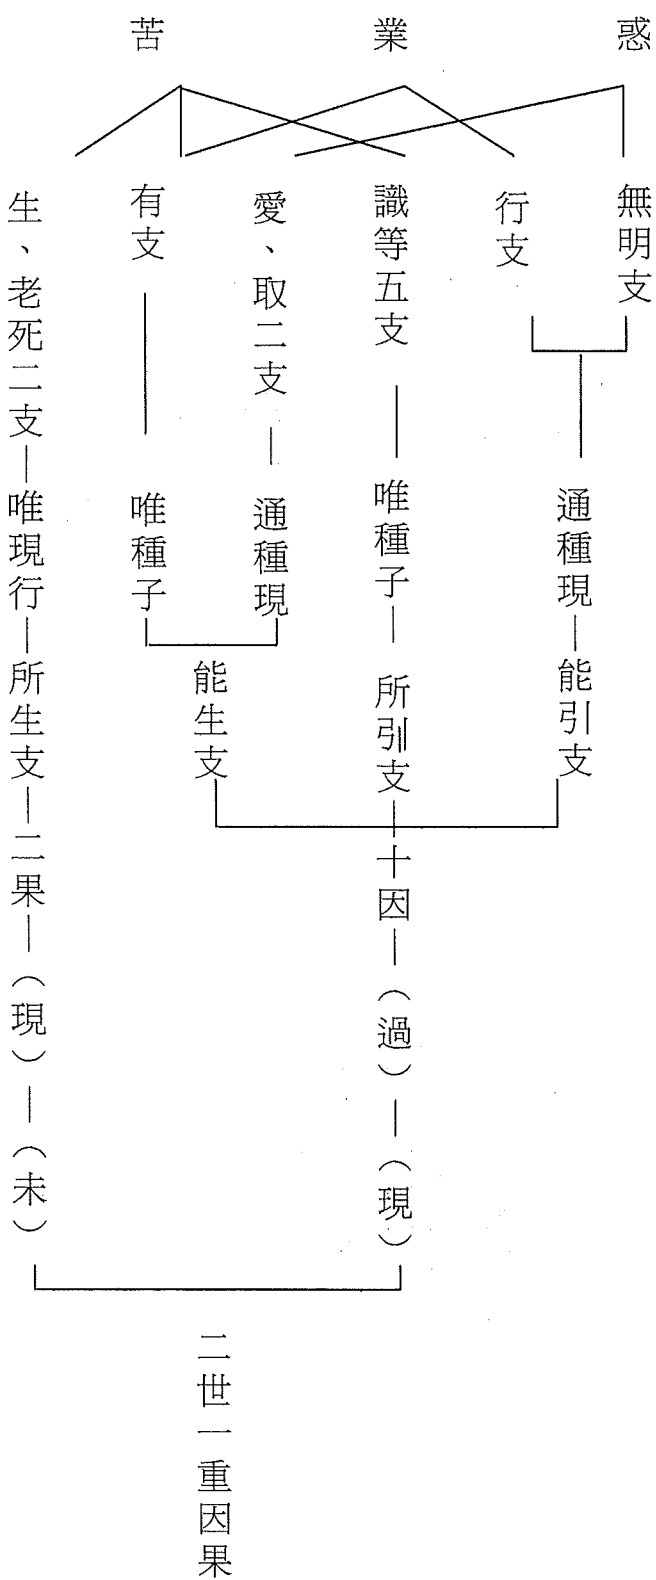 惑
業
苦
無明支
行支
通種現—能引支
識等五支—唯種子—所引支—十因—（過）—（現）
愛、取二支—通種現
有支—唯種子
能生支
生、老死二支—唯現行—所生支—二果—（現）—（未）
二世一重因果